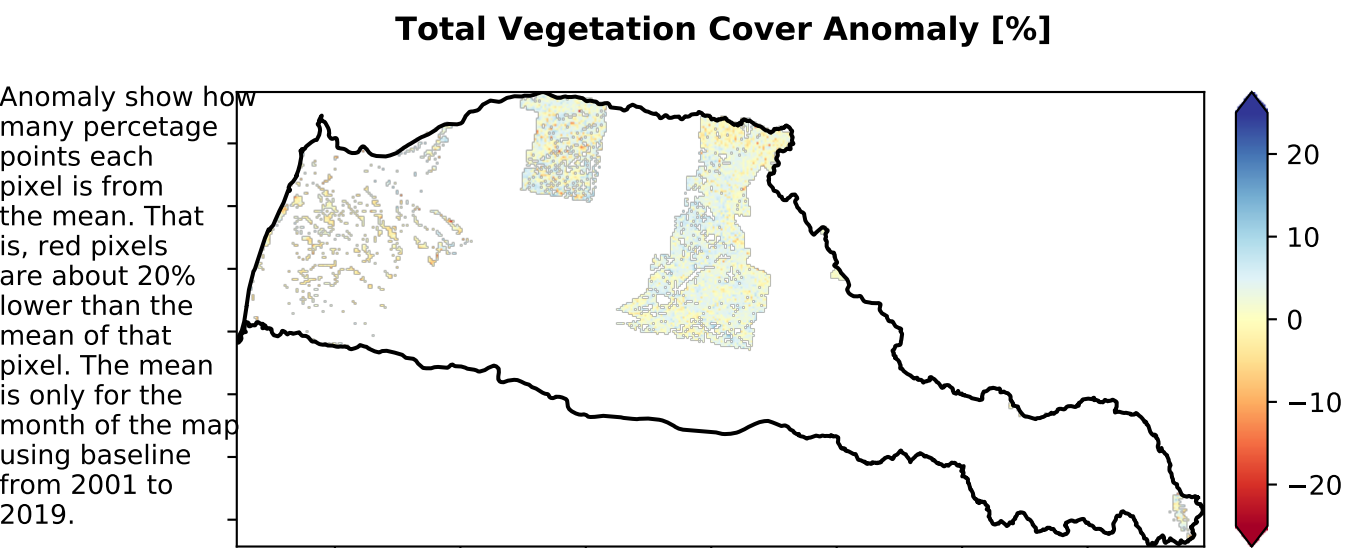 Total Vegetation Cover Anomaly [%]
Anomaly show how
many percetage
points each
pixel is from
the mean. That
is, red pixels
are about 20%
lower than the
mean of that
pixel. The mean
is only for the
month of the map
using baseline
from 2001 to
2019.
20
10
0
−10
−20